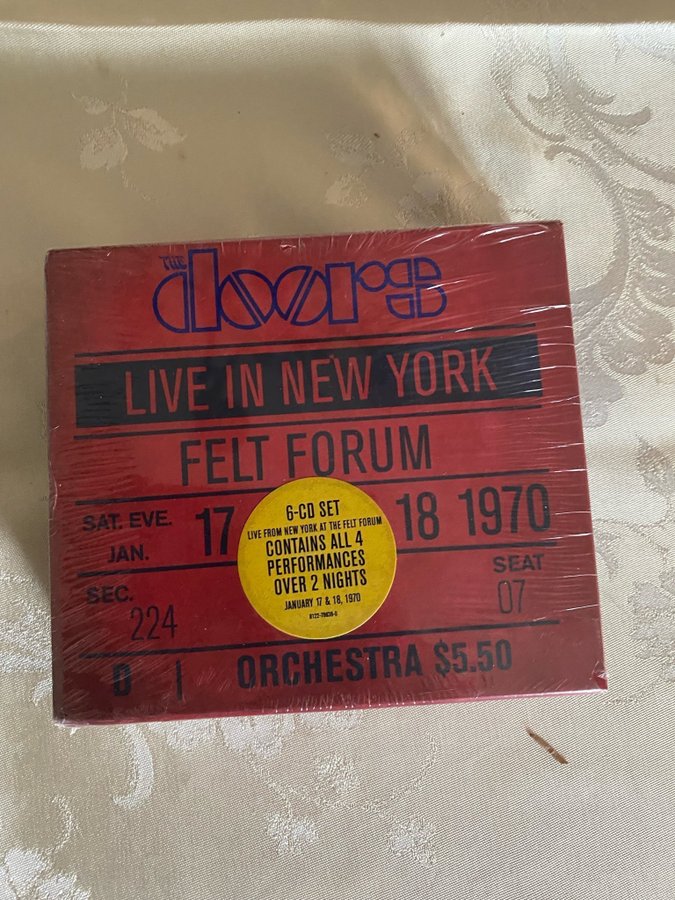 THE
doors
LIVE IN NEW YORK
FELT FORUM
SAT. EVE.
JAN.
17
18 1970
6-CD SET
LIVE FROM NEW YORK AT THE FELT FORUM
CONTAINS ALL 4
PERFORMANCES
OVER 2 NIGHTS
JANUARY 17 & 18, 1970
SEC.
224
SEAT
07
D
ORCHESTRA $5.50